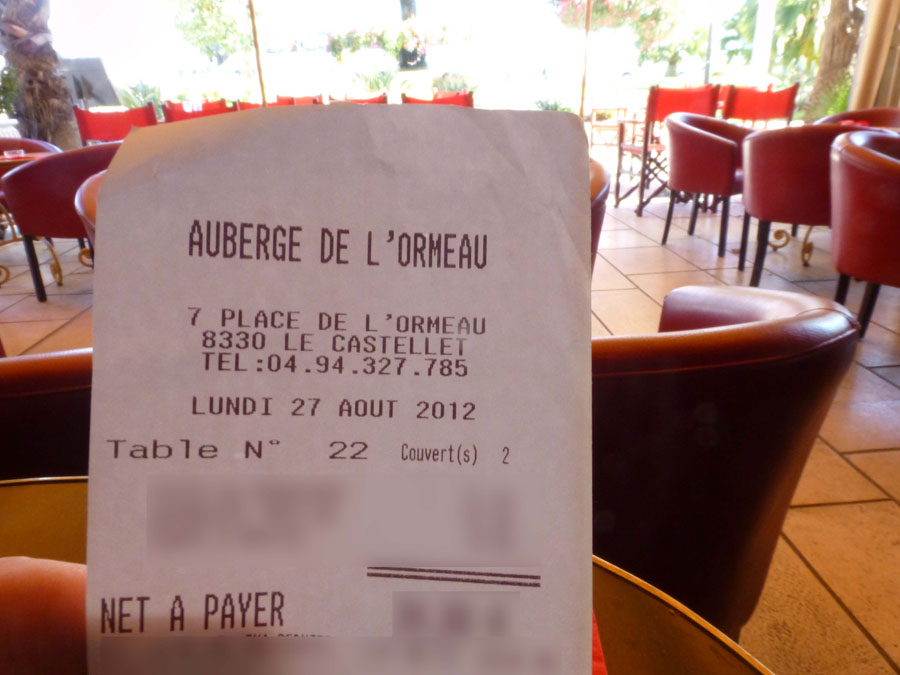 AUBERGE DE L'ORMEAU
7 PLACE DE L'ORMEAU
8330 LE CASTELLET
TEL:04.94.327.785
LUNDI 27 AOUT 2012
Table N° 22 Couvert(s) 2
NET A PAYER